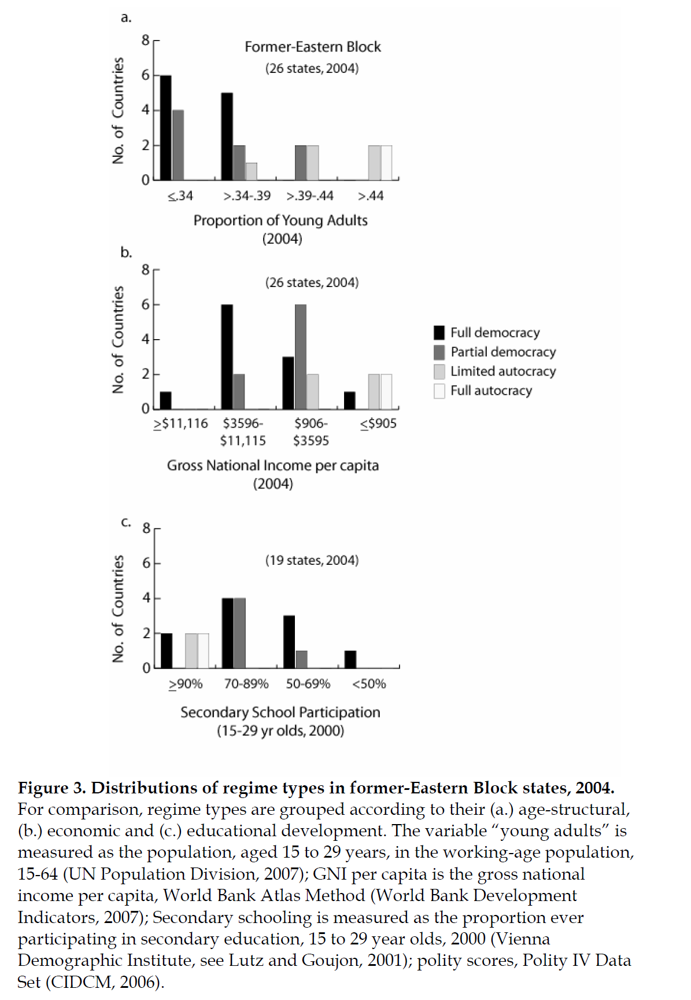 a.
8
6
4
2
0
No. of Countries
Former-Eastern Block
(26 states, 2004)
≤.34 >.34-.39 >.39-.44 >.44
Proportion of Young Adults
(2004)
b.
8
6
4
2
0
No. of Countries
(26 states, 2004)
≥$11,116 $3596- $906- ≤$905
$11,115 $3595
Gross National Income per capita
(2004)
Full democracy
Partial democracy
Limited autocracy
Full autocracy
c.
8
6
4
2
0
No. of Countries
(19 states, 2004)
≥90% 70-89% 50-69% <50%
Secondary School Participation
(15-29 yr olds, 2000)
Figure 3. Distributions of regime types in former-Eastern Block states, 2004.
For comparison, regime types are grouped according to their (a.) age-structural,
(b.) economic and (c.) educational development. The variable “young adults” is
measured as the population, aged 15 to 29 years, in the working-age population,
15-64 (UN Population Division, 2007); GNI per capita is the gross national
income per capita, World Bank Atlas Method (World Bank Development
Indicators, 2007); Secondary schooling is measured as the proportion ever
participating in secondary education, 15 to 29 year olds, 2000 (Vienna
Demographic Institute, see Lutz and Goujon, 2001); polity scores, Polity IV Data
Set (CIDCM, 2006).